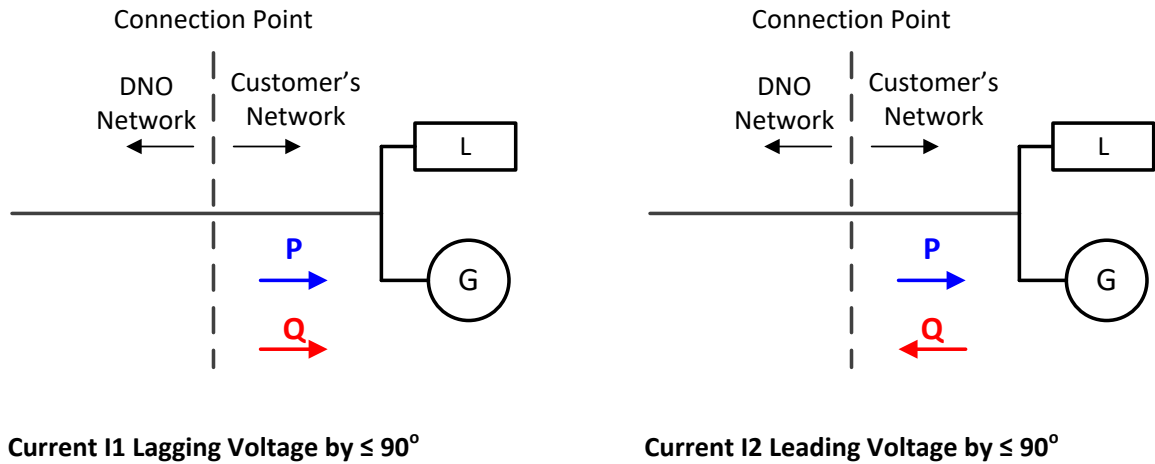 Connection Point
DNO
Network
Customer's
Network
L
P
G
Q
Current I1 Lagging Voltage by ≤ 90°
Connection Point
DNO
Network
Customer's
Network
L
P
G
Q
Current I2 Leading Voltage by ≤ 90°